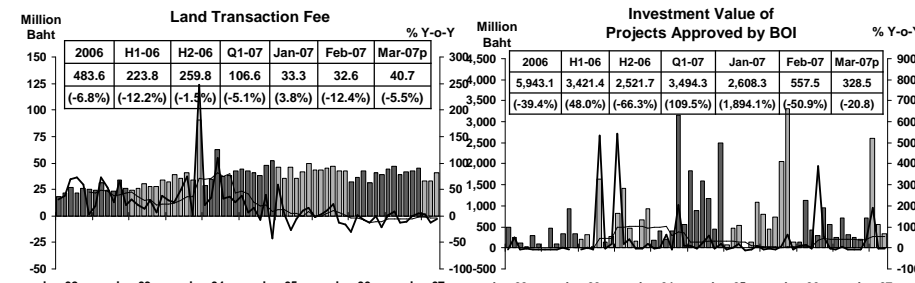 Land Transaction Fee
Million
Baht
% Y-o-Y
2006 H1-06 H2-06 Q1-07 Jan-07 Feb-07 Mar-07p
483.6 223.8 259.8 106.6 33.3 32.6 40.7
(-6.8%) (-12.2%) (-1.5%) (-5.1%) (3.8%) (-12.4%) (-5.5%)
150
125
100
75
50
25
0
-25
-50
300
250
200
150
100
50
0
-50
-100
Investment Value of
Projects Approved by BOI
Million
Baht
% Y-o-Y
2006 H1-06 H2-06 Q1-07 Jan-07 Feb-07 Mar-07p
5,943.1 3,421.4 2,521.7 3,494.3 2,608.3 557.5 328.5
(-39.4%) (48.0%) (-66.3%) (109.5%) (1,894.1%) (-50.9%) (-20.8)
4,500
4,000
3,500
3,000
2,500
2,000
1,500
1,000
500
0
-500
900
800
700
600
500
400
300
200
100
0
-100